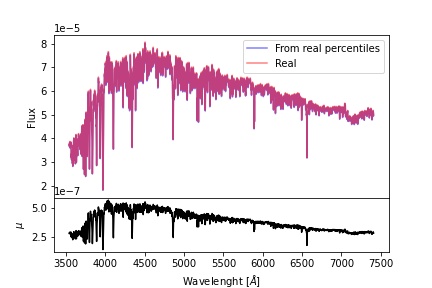 1e−5
8
7
6
5
4
3
2
Flux
From real percentiles
Real
1e−7
5.0
2.5
μ
3500 4000 4500 5000 5500 6000 6500 7000 7500
Wavelenght [Å]